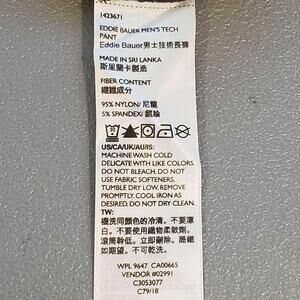 1423671
EDDIE BAUER MEN'S TECH
PANT
Eddie Bauer男士技術長褲
MADE IN SRI LANKA
斯里蘭卡製造
FIBER CONTENT
纖維成分
95% NYLON/ 尼龍
5% SPANDEX/ 氨綸
US/CA/UK/AU/IS:
MACHINE WASH COLD
DELICATE WITH LIKE COLORS.
DO NOT BLEACH. DO NOT
USE FABRIC SOFTENERS.
TUMBLE DRY LOW. REMOVE
PROMPTLY. COOL IRON AS
DESIRED. DO NOT DRY CLEAN.
TW:
機洗同顏色的冷薄。不要漂
白。不要使用織物柔軟劑。
滾筒幹低。立即刪除。酷鐵
如期望。不可乾洗。
WPL 9647 CA00665
VENDOR #02991
C3053077
C79/18